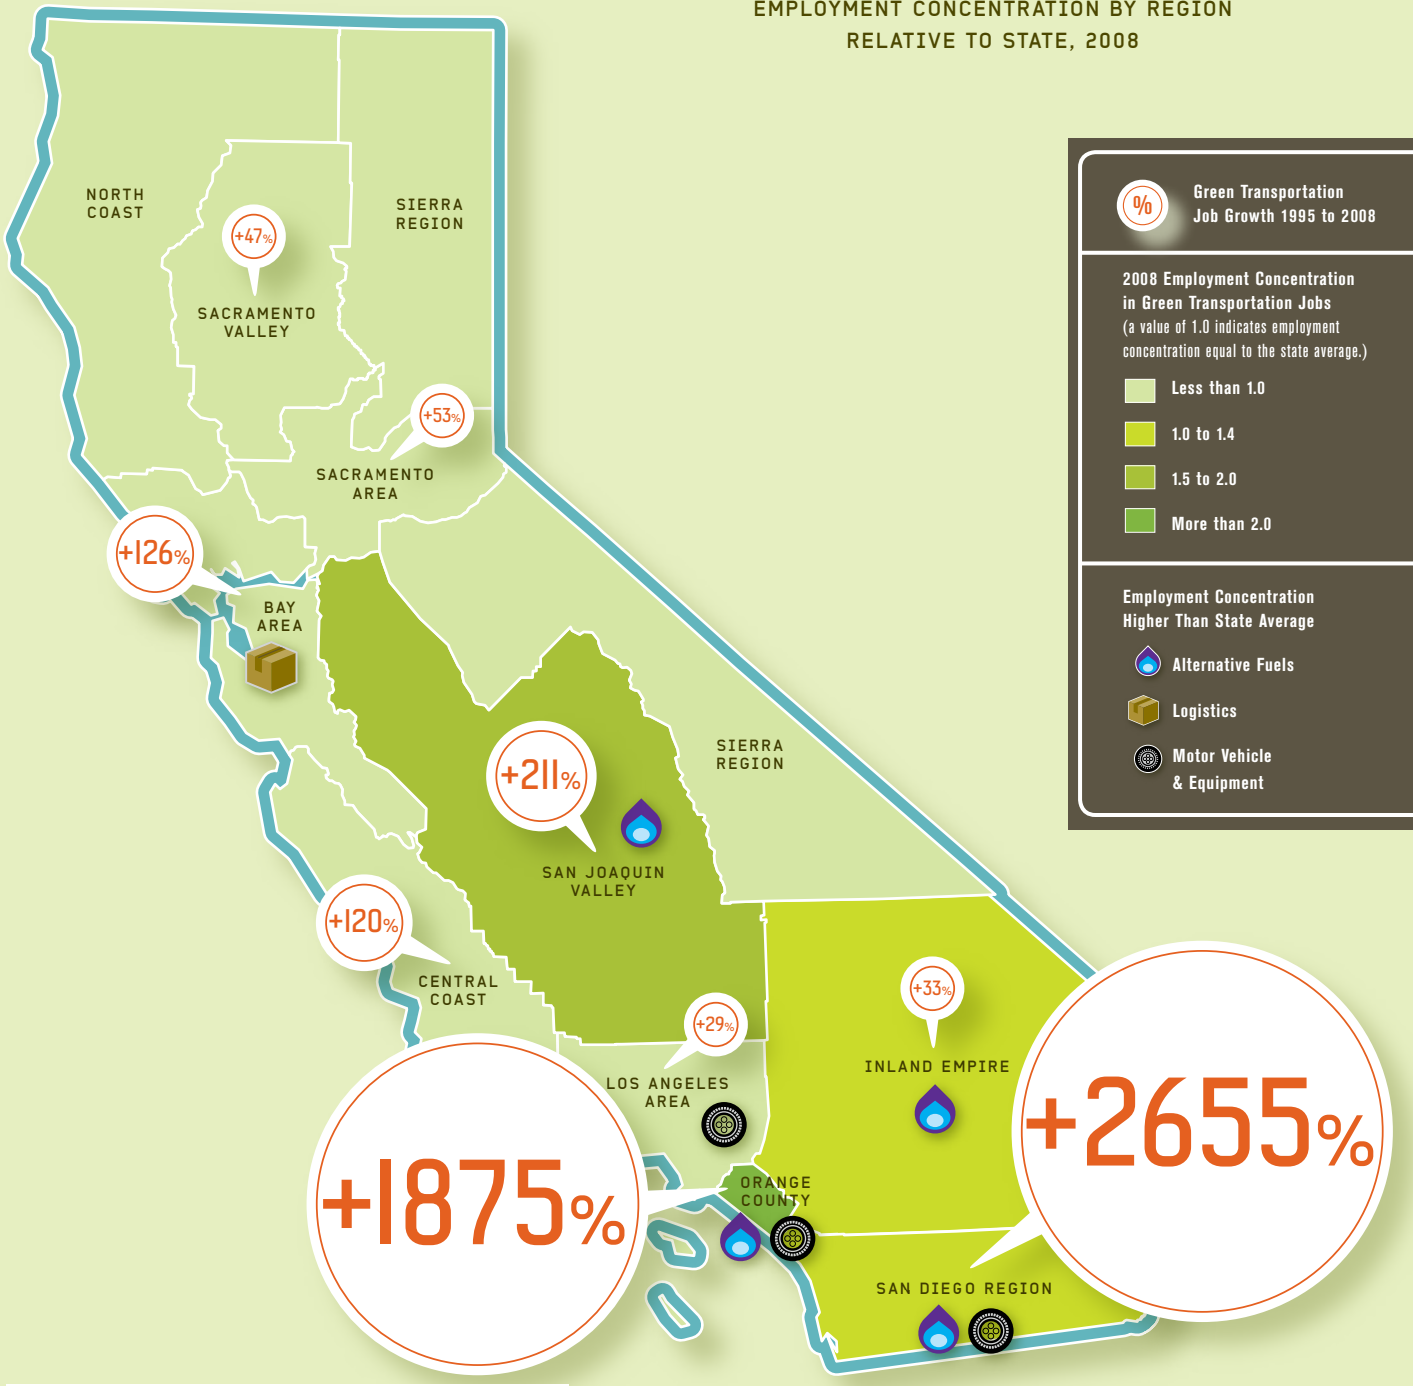 EMPLOYMENT CONCENTRATION BY REGION
RELATIVE TO STATE, 2008
NORTH
COAST
SIERRA
REGION
+47%
SACRAMENTO
VALLEY
+53%
SACRAMENTO
AREA
+126%
BAY
AREA
+211%
SAN JOAQUIN
VALLEY
SIERRA
REGION
+120%
CENTRAL
COAST
+33%
INLAND EMPIRE
+29%
LOS ANGELES
AREA
+1875%
ORANGE
COUNTY
+2655%
SAN DIEGO REGION
%
Green Transportation
Job Growth 1995 to 2008
2008 Employment Concentration
in Green Transportation Jobs
(a value of 1.0 indicates employment
concentration equal to the state average.)
Less than 1.0
1.0 to 1.4
1.5 to 2.0
More than 2.0
Employment Concentration
Higher Than State Average
Alternative Fuels
Logistics
Motor Vehicle
& Equipment